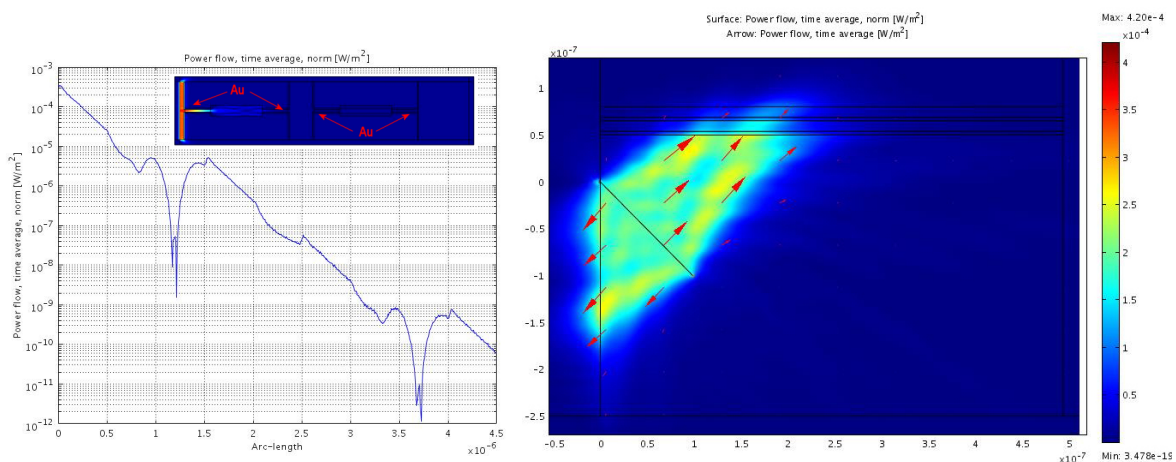 Power flow, time average, norm [W/m²]
Au
Au
Power flow, time average, norm [W/m²]
10⁻³
10⁻⁴
10⁻⁵
10⁻⁶
10⁻⁷
10⁻⁸
10⁻⁹
10⁻¹⁰
10⁻¹¹
10⁻¹²
0 0.5 1 1.5 2 2.5 3 3.5 4 4.5
Arc-length
×10⁻⁶
Surface: Power flow, time average, norm [W/m²]
Arrow: Power flow, time average [W/m²]
×10⁻⁷
1
0.5
0
-0.5
-1
-1.5
-2
-2.5
-0.5 0 0.5 1 1.5 2 2.5 3 3.5 4 4.5 5
×10⁻⁷
Max: 4.20e-4
×10⁻⁴
4
3.5
3
2.5
2
1.5
1
0.5
Min: 3.478e-19